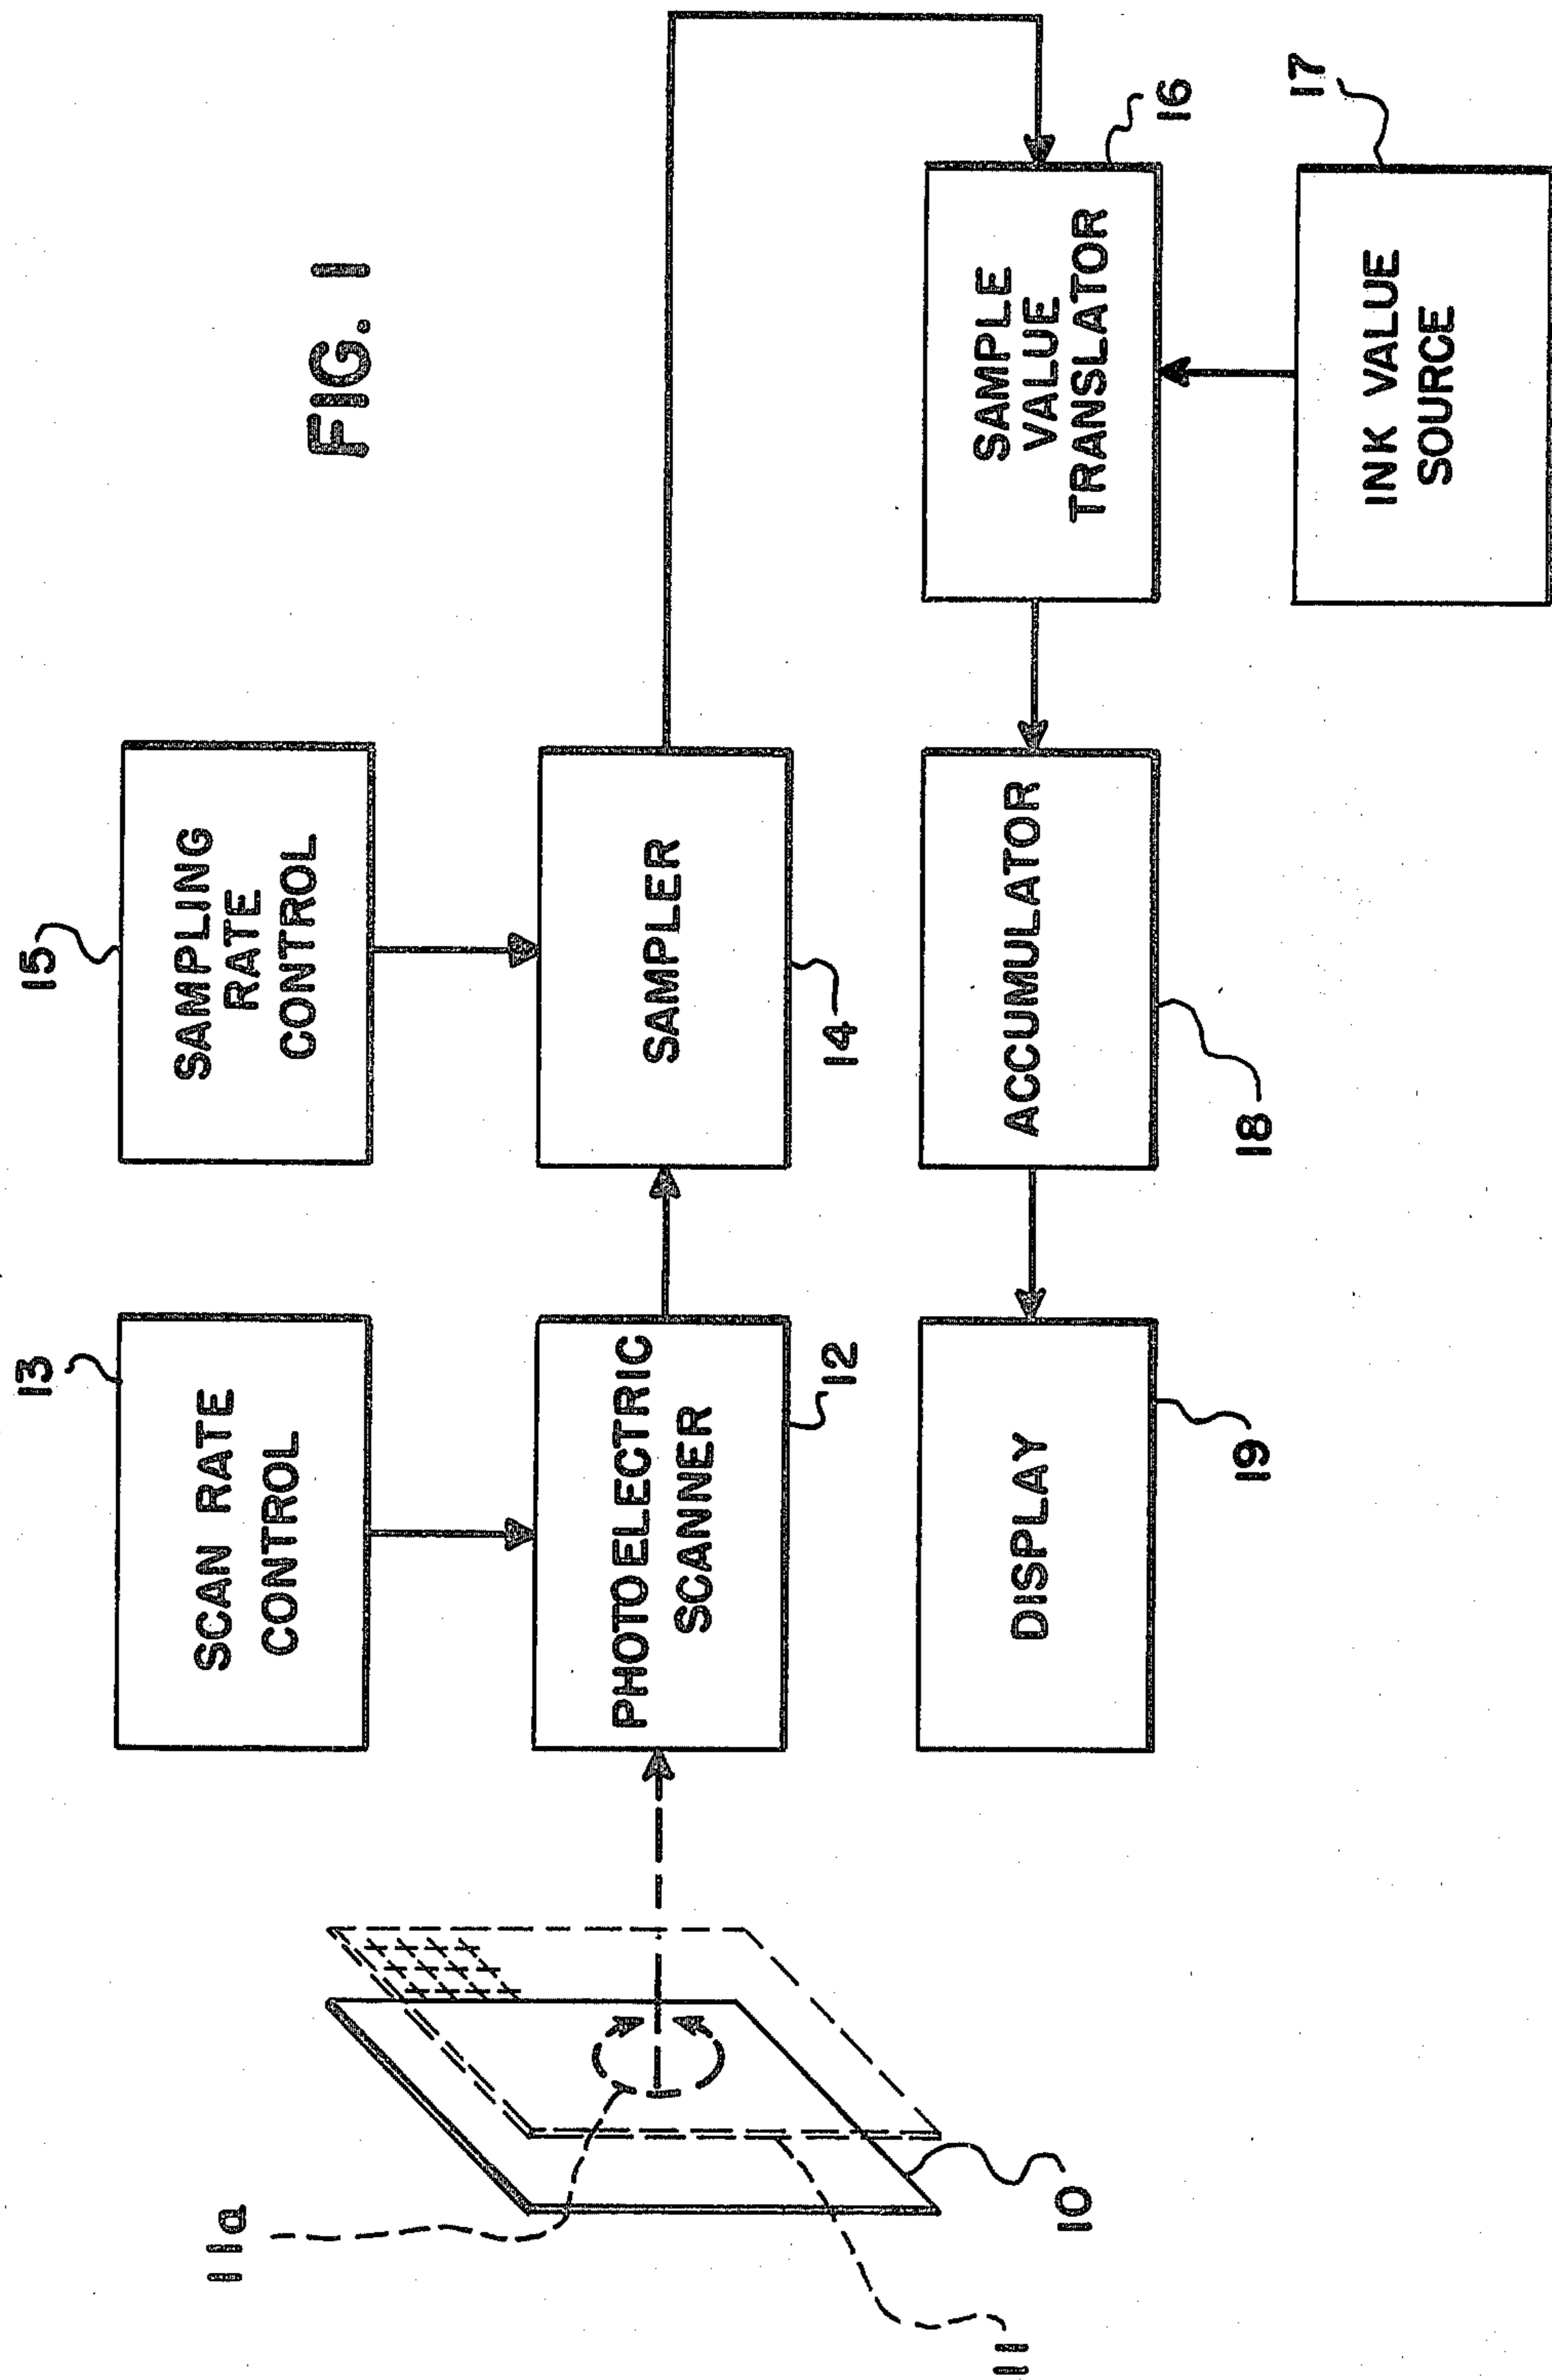 FIG. 1
15
SAMPLING
RATE
CONTROL
13
SCAN RATE
CONTROL
SAMPLER
14
PHOTOELECTRIC
SCANNER
12
11a
11
10
SAMPLE
VALUE
TRANSLATOR
16
ACCUMULATOR
18
DISPLAY
19
INK VALUE
SOURCE
17